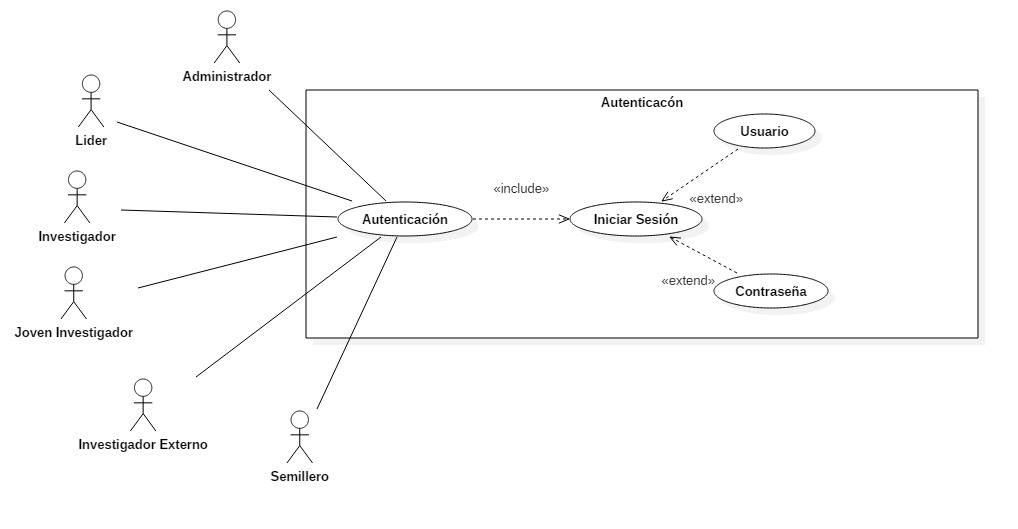 Administrador
Lider
Investigador
Joven Investigador
Investigador Externo
Semillero
Autenticacón
Autenticación
«include»
Iniciar Sesión
Usuario
«extend»
«extend»
Contraseña